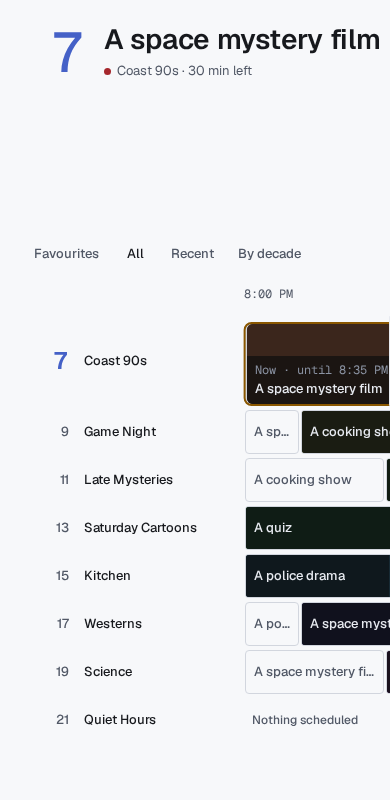 7
A space mystery film
Coast 90s · 30 min left
Favourites All Recent By decade
8:00 PM
7 Coast 90s
Now · until 8:35 PM
A space mystery film
9 Game Night A sp... A cooking sh
11 Late Mysteries A cooking show
13 Saturday Cartoons A quiz
15 Kitchen A police drama
17 Westerns A po... A space myst
19 Science A space mystery fi...
21 Quiet Hours Nothing scheduled